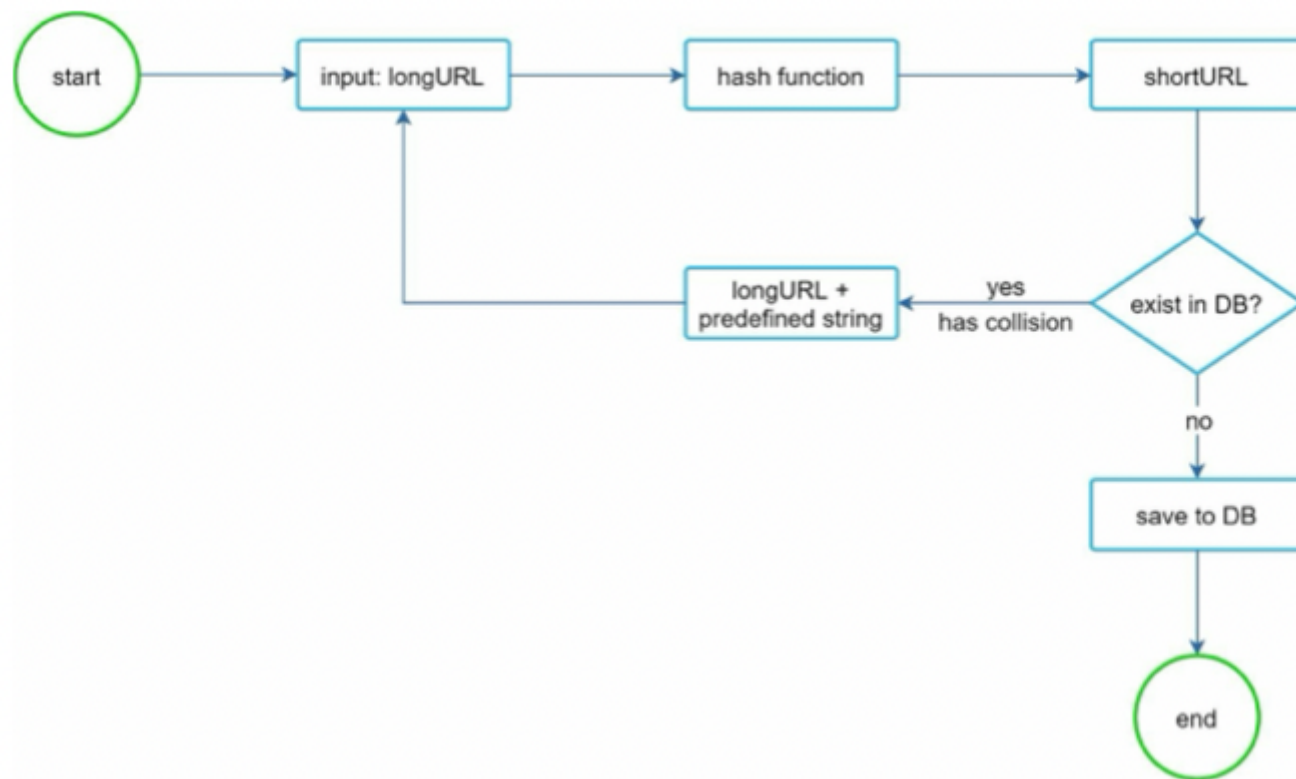 start
input: longURL
hash function
shortURL
longURL +
predefined string
yes
has collision
exist in DB?
no
save to DB
end